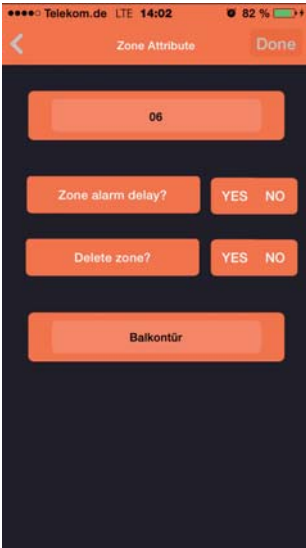 Telekom.de LTE 14:02 82 %
Zone Attribute Done
06
Zone alarm delay? YES NO
Delete zone? YES NO
Balkontür